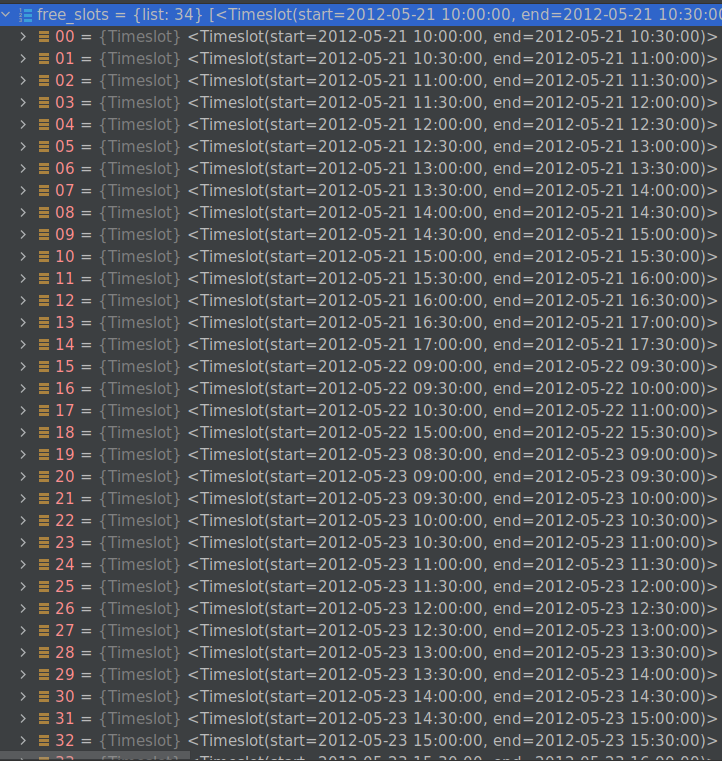 free_slots = {list: 34} [<Timeslot(start=2012-05-21 10:00:00, end=2012-05-21 10:30:00
00 = {Timeslot} <Timeslot(start=2012-05-21 10:00:00, end=2012-05-21 10:30:00)>
01 = {Timeslot} <Timeslot(start=2012-05-21 10:30:00, end=2012-05-21 11:00:00)>
02 = {Timeslot} <Timeslot(start=2012-05-21 11:00:00, end=2012-05-21 11:30:00)>
03 = {Timeslot} <Timeslot(start=2012-05-21 11:30:00, end=2012-05-21 12:00:00)>
04 = {Timeslot} <Timeslot(start=2012-05-21 12:00:00, end=2012-05-21 12:30:00)>
05 = {Timeslot} <Timeslot(start=2012-05-21 12:30:00, end=2012-05-21 13:00:00)>
06 = {Timeslot} <Timeslot(start=2012-05-21 13:00:00, end=2012-05-21 13:30:00)>
07 = {Timeslot} <Timeslot(start=2012-05-21 13:30:00, end=2012-05-21 14:00:00)>
08 = {Timeslot} <Timeslot(start=2012-05-21 14:00:00, end=2012-05-21 14:30:00)>
09 = {Timeslot} <Timeslot(start=2012-05-21 14:30:00, end=2012-05-21 15:00:00)>
10 = {Timeslot} <Timeslot(start=2012-05-21 15:00:00, end=2012-05-21 15:30:00)>
11 = {Timeslot} <Timeslot(start=2012-05-21 15:30:00, end=2012-05-21 16:00:00)>
12 = {Timeslot} <Timeslot(start=2012-05-21 16:00:00, end=2012-05-21 16:30:00)>
13 = {Timeslot} <Timeslot(start=2012-05-21 16:30:00, end=2012-05-21 17:00:00)>
14 = {Timeslot} <Timeslot(start=2012-05-21 17:00:00, end=2012-05-21 17:30:00)>
15 = {Timeslot} <Timeslot(start=2012-05-22 09:00:00, end=2012-05-22 09:30:00)>
16 = {Timeslot} <Timeslot(start=2012-05-22 09:30:00, end=2012-05-22 10:00:00)>
17 = {Timeslot} <Timeslot(start=2012-05-22 10:30:00, end=2012-05-22 11:00:00)>
18 = {Timeslot} <Timeslot(start=2012-05-22 15:00:00, end=2012-05-22 15:30:00)>
19 = {Timeslot} <Timeslot(start=2012-05-23 08:30:00, end=2012-05-23 09:00:00)>
20 = {Timeslot} <Timeslot(start=2012-05-23 09:00:00, end=2012-05-23 09:30:00)>
21 = {Timeslot} <Timeslot(start=2012-05-23 09:30:00, end=2012-05-23 10:00:00)>
22 = {Timeslot} <Timeslot(start=2012-05-23 10:00:00, end=2012-05-23 10:30:00)>
23 = {Timeslot} <Timeslot(start=2012-05-23 10:30:00, end=2012-05-23 11:00:00)>
24 = {Timeslot} <Timeslot(start=2012-05-23 11:00:00, end=2012-05-23 11:30:00)>
25 = {Timeslot} <Timeslot(start=2012-05-23 11:30:00, end=2012-05-23 12:00:00)>
26 = {Timeslot} <Timeslot(start=2012-05-23 12:00:00, end=2012-05-23 12:30:00)>
27 = {Timeslot} <Timeslot(start=2012-05-23 12:30:00, end=2012-05-23 13:00:00)>
28 = {Timeslot} <Timeslot(start=2012-05-23 13:00:00, end=2012-05-23 13:30:00)>
29 = {Timeslot} <Timeslot(start=2012-05-23 13:30:00, end=2012-05-23 14:00:00)>
30 = {Timeslot} <Timeslot(start=2012-05-23 14:00:00, end=2012-05-23 14:30:00)>
31 = {Timeslot} <Timeslot(start=2012-05-23 14:30:00, end=2012-05-23 15:00:00)>
32 = {Timeslot} <Timeslot(start=2012-05-23 15:00:00, end=2012-05-23 15:30:00)>